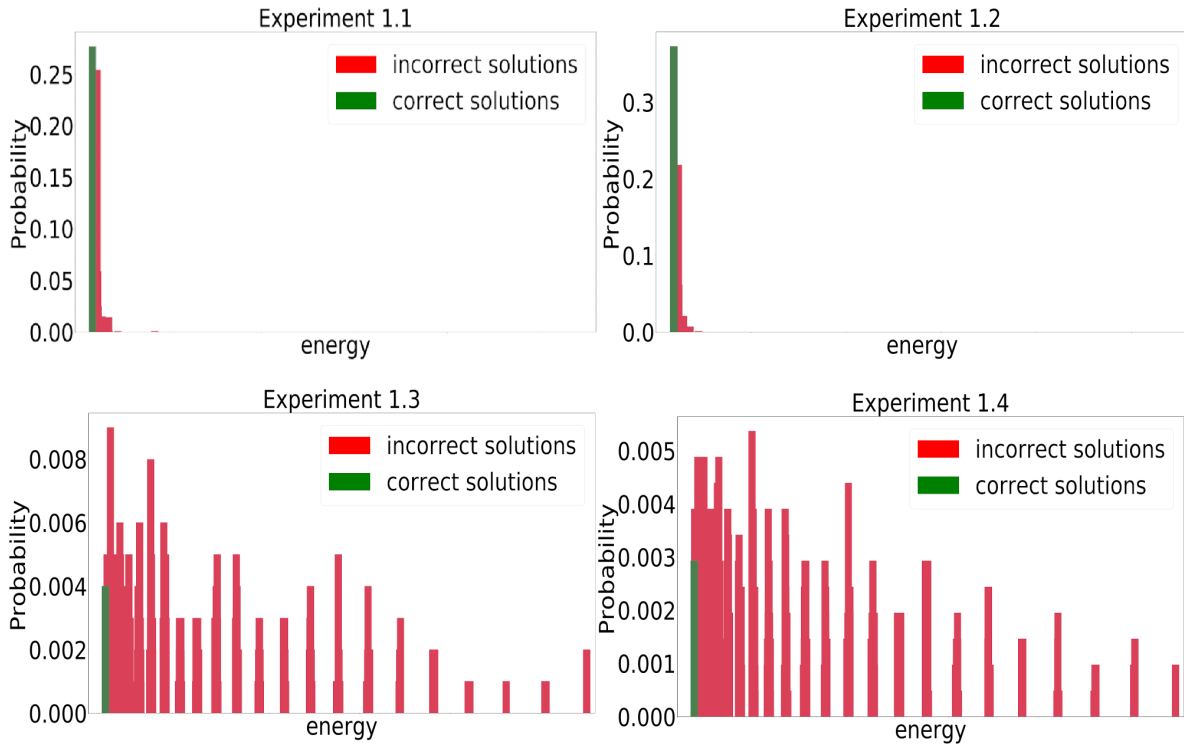 Experiment 1.1
incorrect solutions
correct solutions
0.25
0.20
0.15
0.10
0.05
0.00
Probability
energy
Experiment 1.2
incorrect solutions
correct solutions
0.3
0.2
0.1
0.0
Probability
energy
Experiment 1.3
incorrect solutions
correct solutions
0.008
0.006
0.004
0.002
0.000
Probability
energy
Experiment 1.4
incorrect solutions
correct solutions
0.005
0.004
0.003
0.002
0.001
0.000
Probability
energy